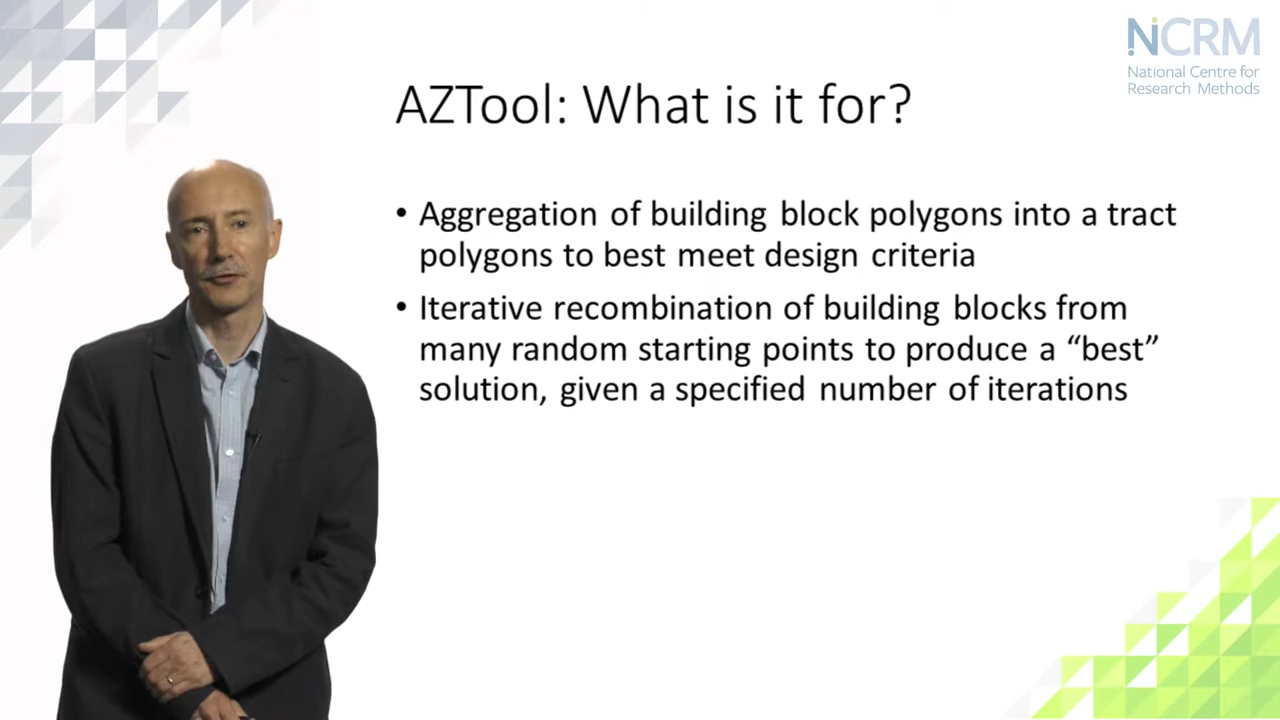 NCRM
National Centre for
Research Methods
AZTool: What is it for?
• Aggregation of building block polygons into a tract
polygons to best meet design criteria
• Iterative recombination of building blocks from
many random starting points to produce a “best”
solution, given a specified number of iterations